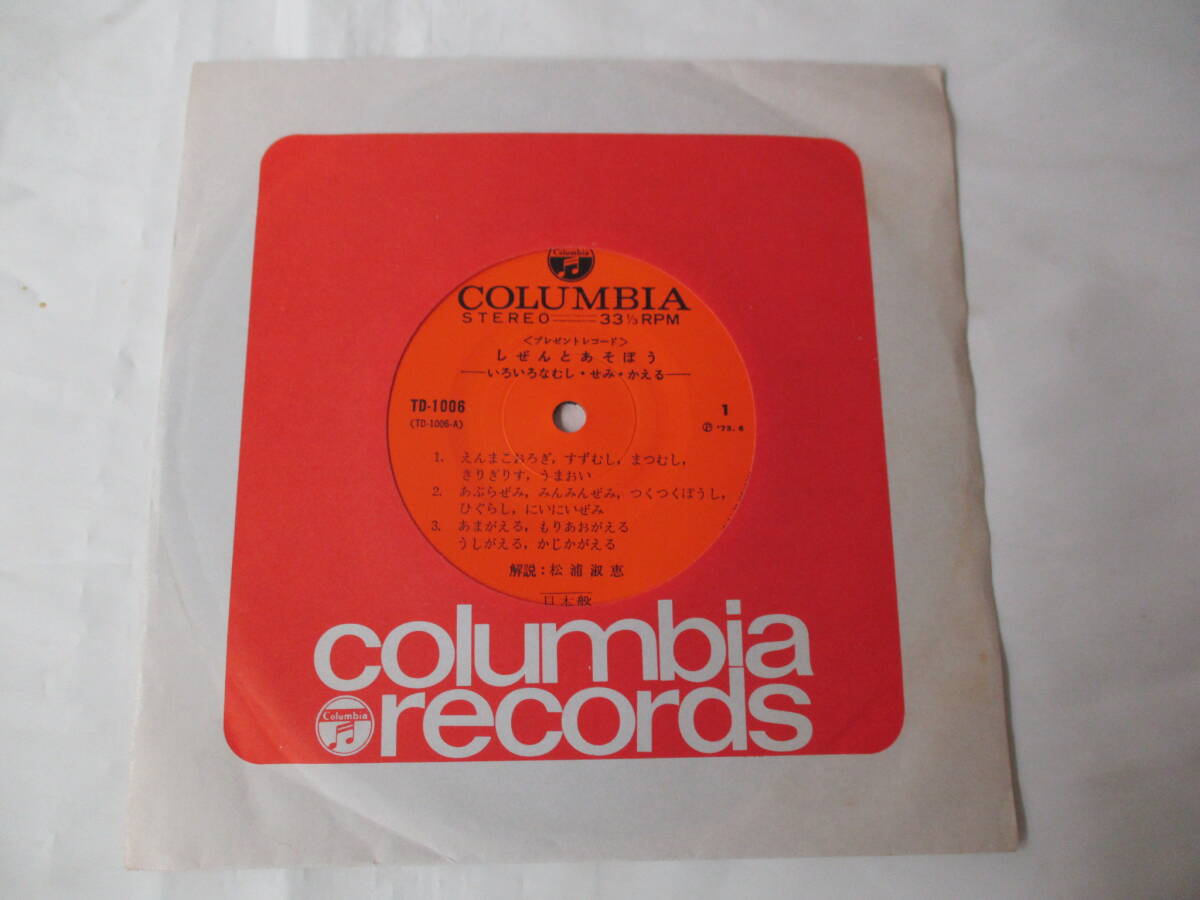 Columbia
COLUMBIA
STEREO 33⅓ RPM
<プレゼントレコード>
しぜんとあそぼう
—いろいろなむし・せみ・かえる—
TD-1006
(TD-1006-A)
1
Ⓟ '73. 6
1. えんまこおろぎ, すずむし, まつむし,
きりぎりす, うまおい
2. あぶらぜみ, みんみんぜみ, つくつくぼうし,
ひぐらし, にいにいぜみ
3. あまがえる, もりあおがえる
うしがえる, かじかがえる
解説:松浦淑恵
columbia
Columbia
records